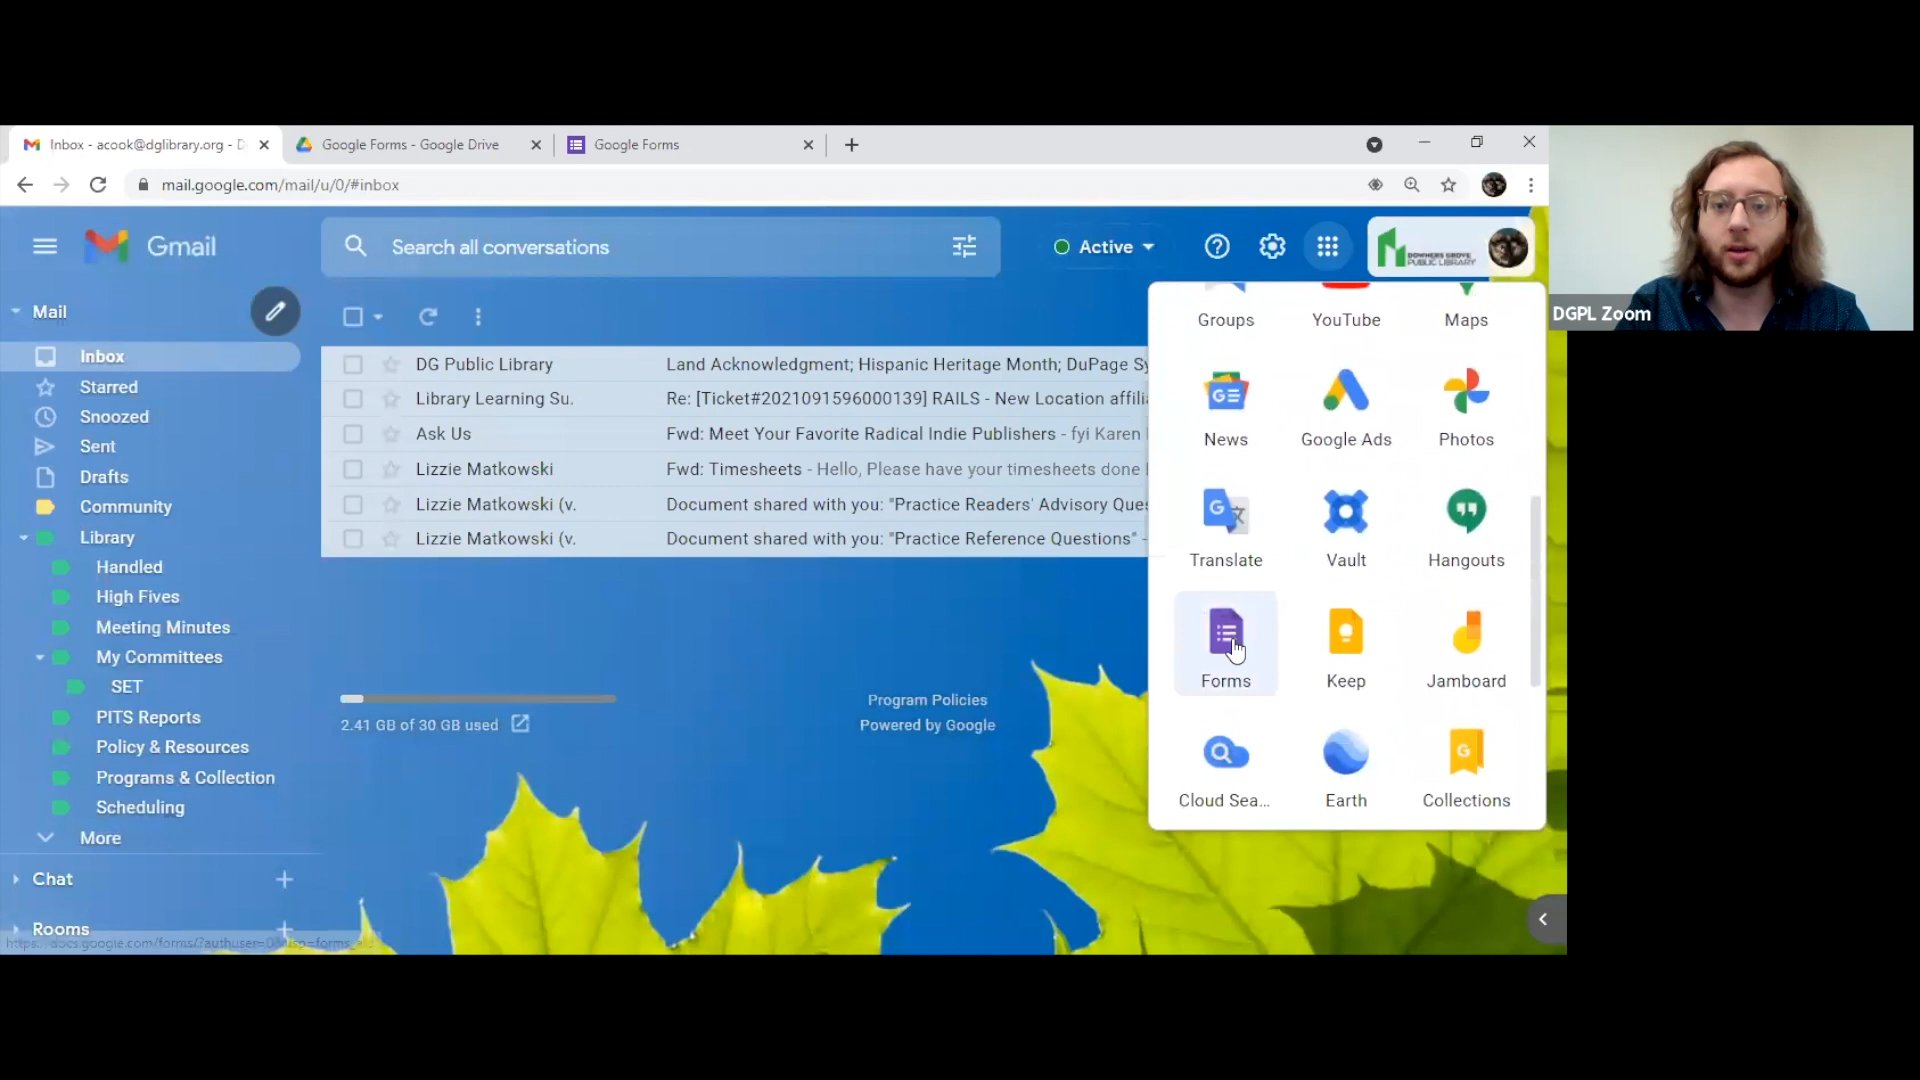 Inbox - acook@dglibrary.org - D
Google Forms - Google Drive
Google Forms
mail.google.com/mail/u/0/#inbox
Gmail
Search all conversations
Active
DOWNERS GROVE
PUBLIC LIBRARY
DGPL Zoom
Mail
Inbox
Starred
Snoozed
Sent
Drafts
Community
Library
Handled
High Fives
Meeting Minutes
My Committees
SET
PITS Reports
Policy & Resources
Programs & Collection
Scheduling
More
Chat
Rooms
DG Public Library Land Acknowledgment; Hispanic Heritage Month; DuPage Sy
Library Learning Su. Re: [Ticket#2021091596000139] RAILS - New Location affili
Ask Us Fwd: Meet Your Favorite Radical Indie Publishers - fyi Karen
Lizzie Matkowski Fwd: Timesheets - Hello, Please have your timesheets done
Lizzie Matkowski (v. Document shared with you: "Practice Readers' Advisory Ques
Lizzie Matkowski (v. Document shared with you: "Practice Reference Questions" -
2.41 GB of 30 GB used
Program Policies
Powered by Google
Groups YouTube Maps
News Google Ads Photos
Translate Vault Hangouts
Forms Keep Jamboard
Cloud Sea... Earth Collections